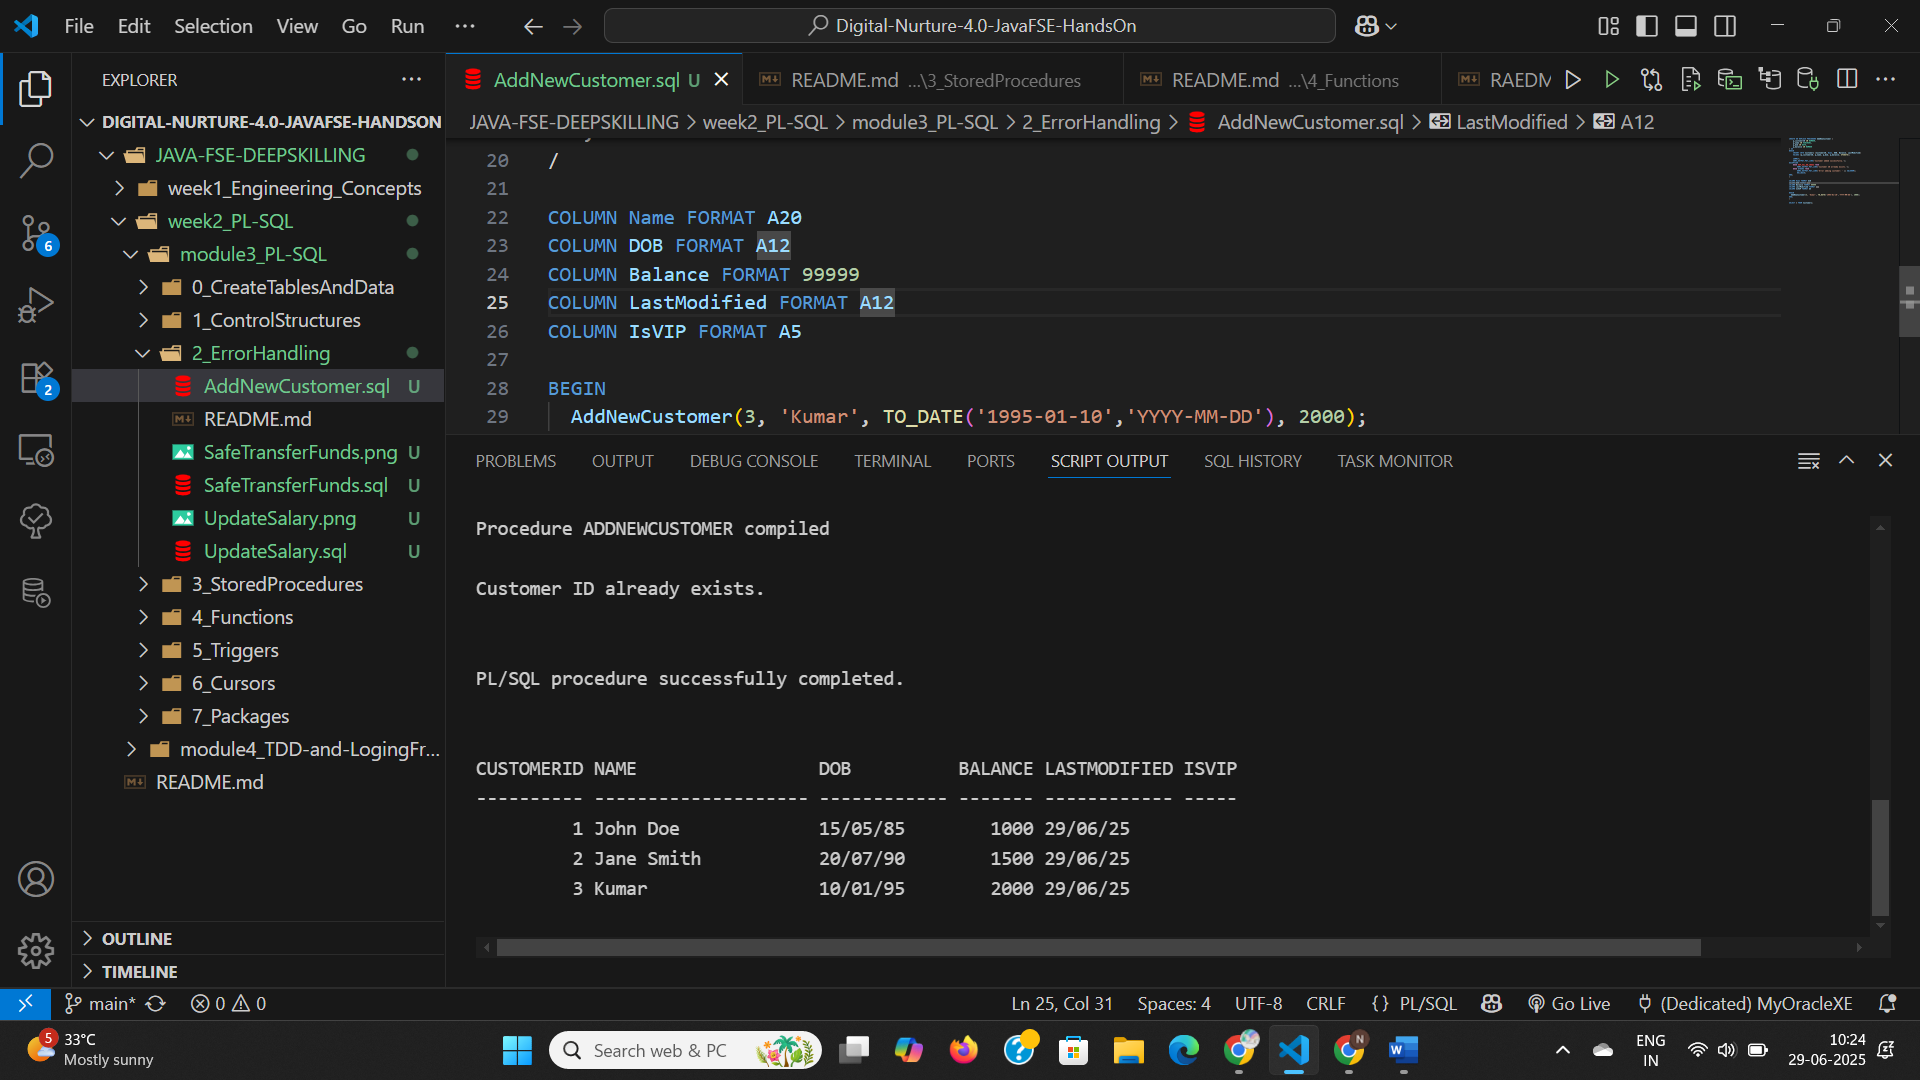 File Edit Selection View Go Run ··· Digital-Nurture-4.0-JavaFSE-HandsOn
EXPLORER
AddNewCustomer.sql U README.md ...\3_StoredProcedures README.md ...\4_Functions RAEDM
DIGITAL-NURTURE-4.0-JAVAFSE-HANDSON
JAVA-FSE-DEEPSKILLING
week1_Engineering_Concepts
week2_PL-SQL
module3_PL-SQL
0_CreateTablesAndData
1_ControlStructures
2_ErrorHandling
AddNewCustomer.sql U
README.md
SafeTransferFunds.png U
SafeTransferFunds.sql U
UpdateSalary.png U
UpdateSalary.sql U
3_StoredProcedures
4_Functions
5_Triggers
6_Cursors
7_Packages
module4_TDD-and-LogingFr...
README.md
OUTLINE
TIMELINE
6
2
JAVA-FSE-DEEPSKILLING > week2_PL-SQL > module3_PL-SQL > 2_ErrorHandling > AddNewCustomer.sql > LastModified > A12
20 /
21
22 COLUMN Name FORMAT A20
23 COLUMN DOB FORMAT A12
24 COLUMN Balance FORMAT 99999
25 COLUMN LastModified FORMAT A12
26 COLUMN IsVIP FORMAT A5
27
28 BEGIN
29 AddNewCustomer(3, 'Kumar', TO_DATE('1995-01-10','YYYY-MM-DD'), 2000);
PROBLEMS OUTPUT DEBUG CONSOLE TERMINAL PORTS SCRIPT OUTPUT SQL HISTORY TASK MONITOR
Procedure ADDNEWCUSTOMER compiled
Customer ID already exists.
PL/SQL procedure successfully completed.
CUSTOMERID NAME DOB BALANCE LASTMODIFIED ISVIP
---------- -------------------- ------------ ------- ------------ -----
1 John Doe 15/05/85 1000 29/06/25
2 Jane Smith 20/07/90 1500 29/06/25
3 Kumar 10/01/95 2000 29/06/25
main* 0 0 Ln 25, Col 31 Spaces: 4 UTF-8 CRLF {} PL/SQL Go Live (Dedicated) MyOracleXE
5 33°C
Mostly sunny
Search web & PC
N
ENG
IN
10:24
29-06-2025